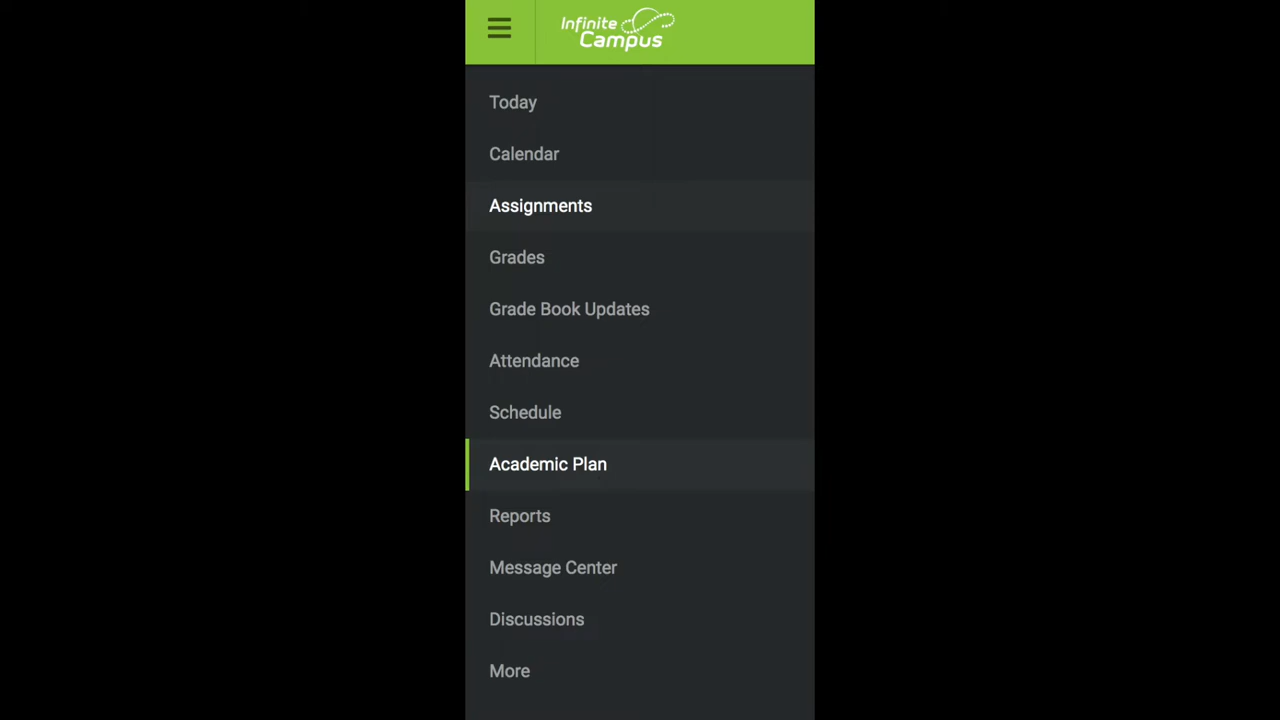 Infinite
Campus
Today
Calendar
Assignments
Grades
Grade Book Updates
Attendance
Schedule
Academic Plan
Reports
Message Center
Discussions
More